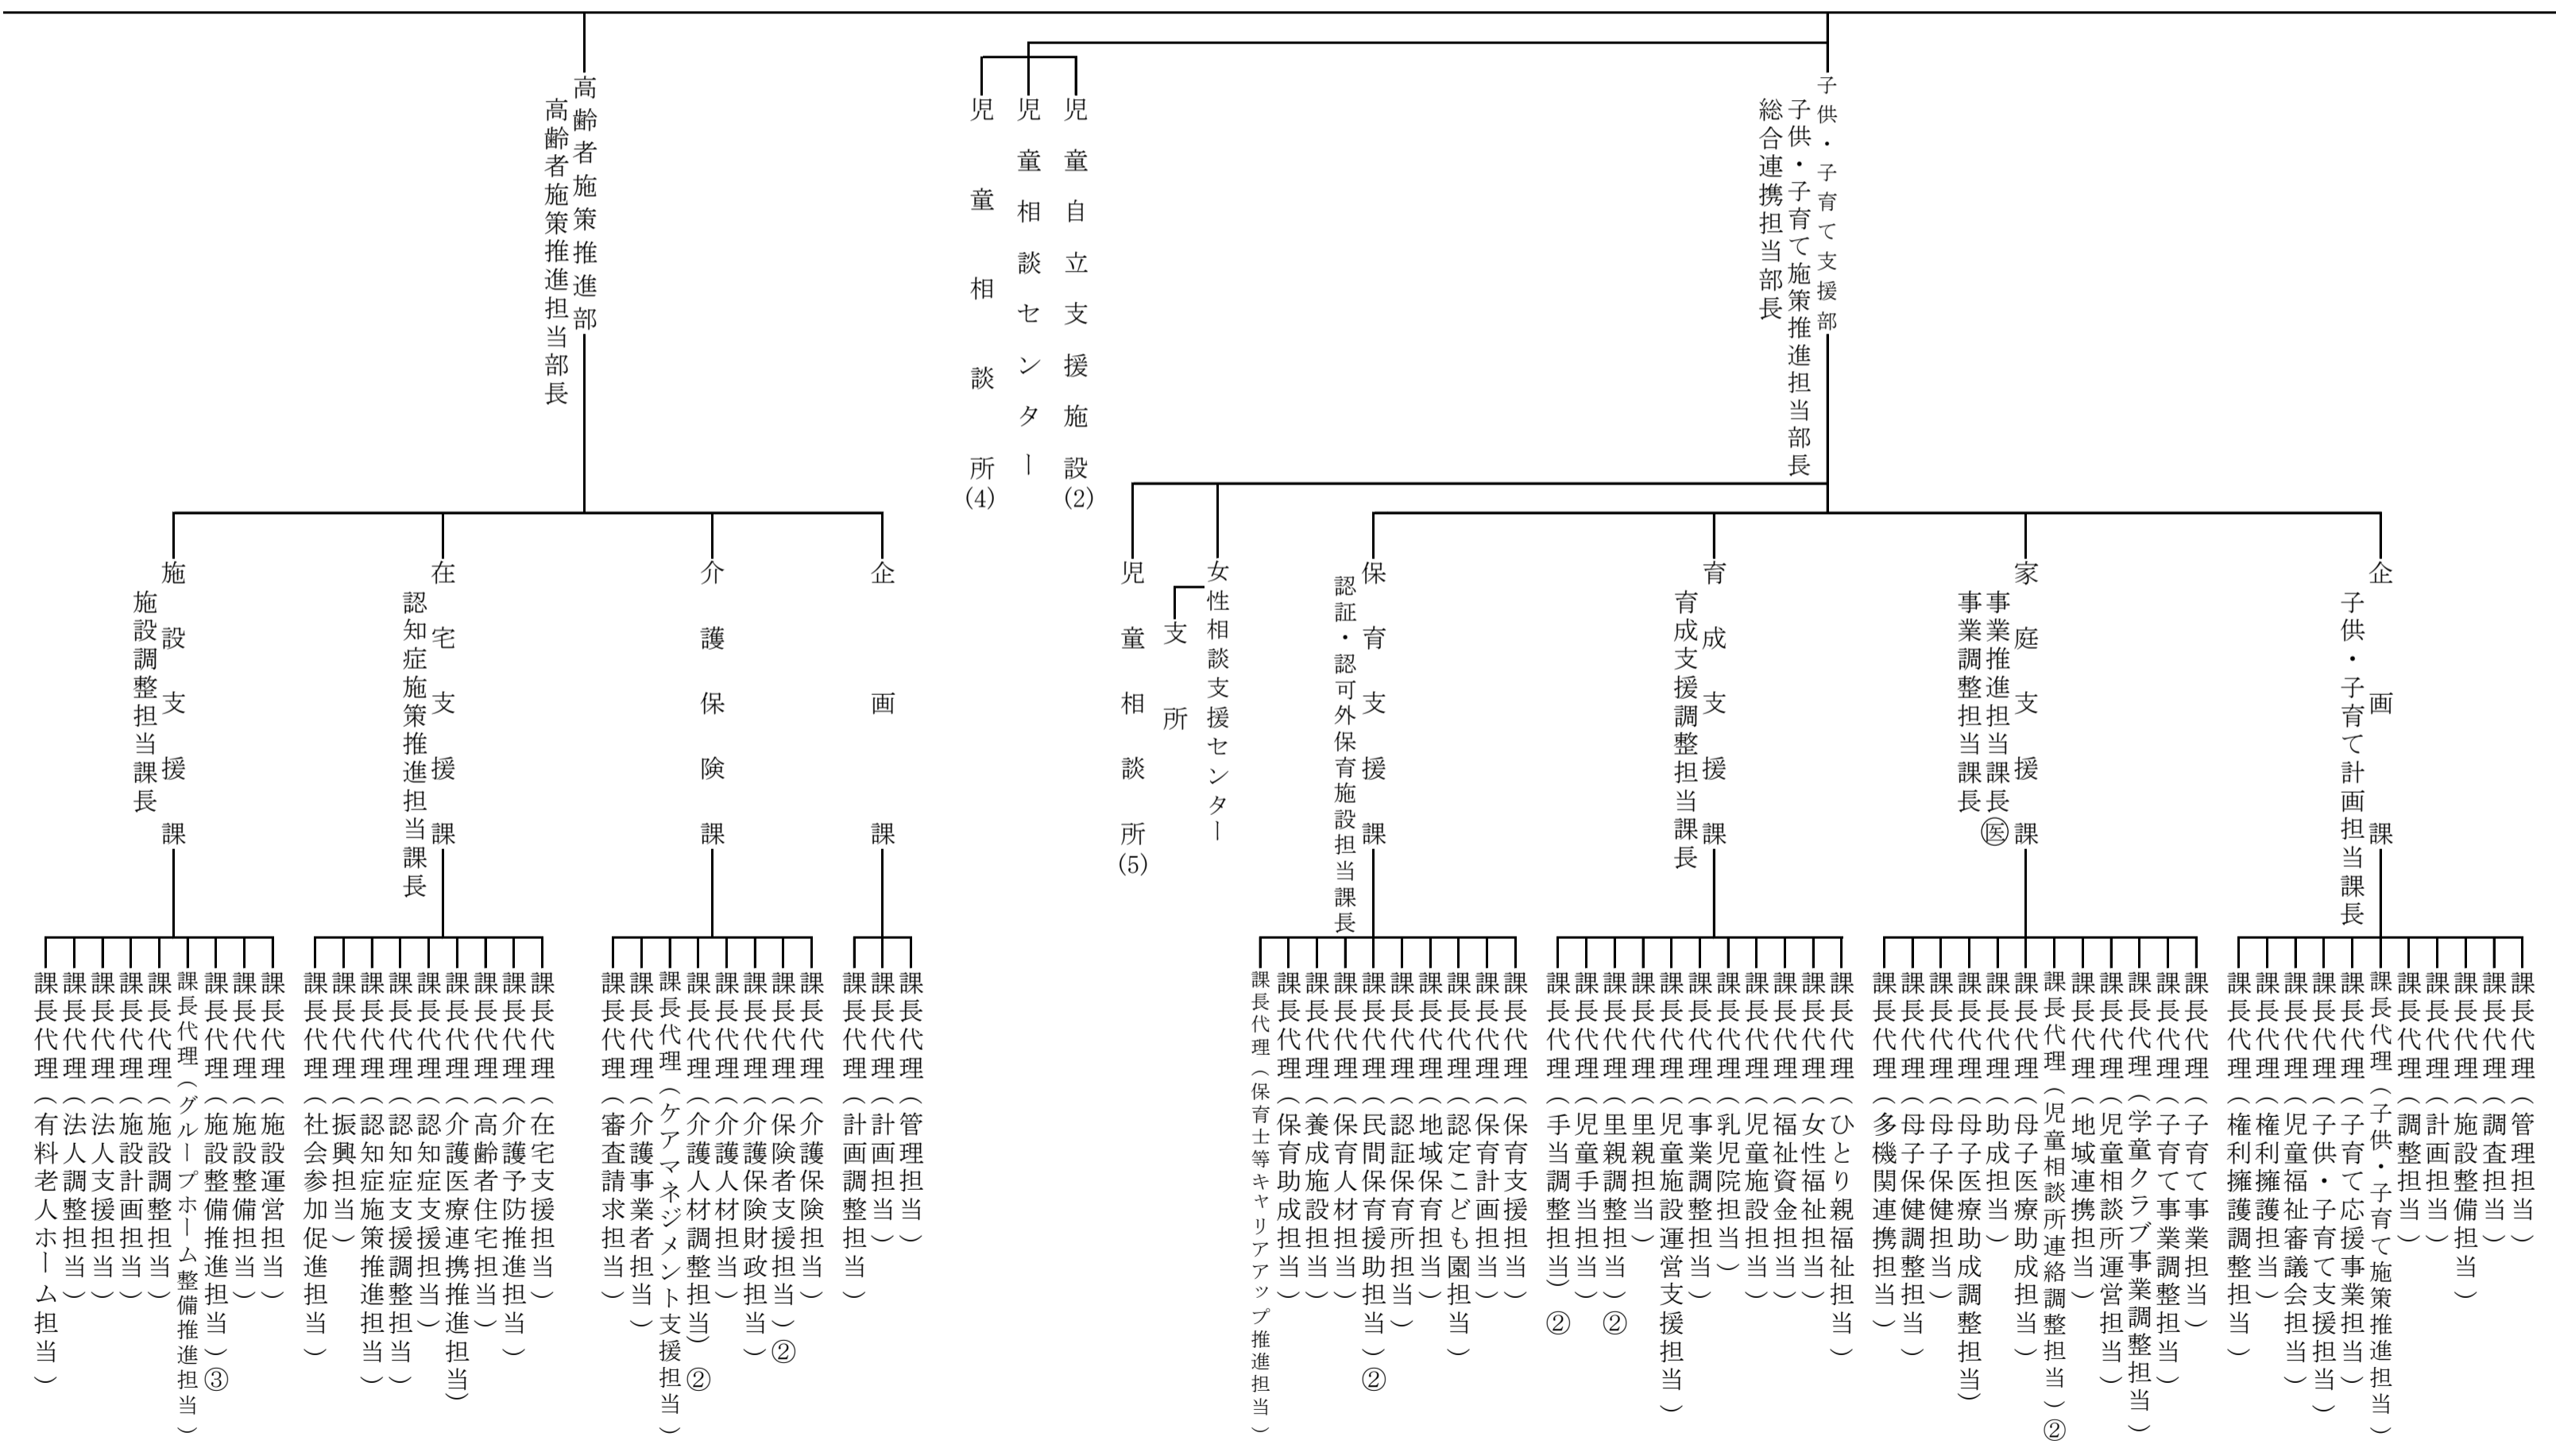 子供・子育て支援部
子供・子育て施策推進担当部長
総合連携担当部長
企画課
子供・子育て計画担当課長
課長代理（管理担当）
課長代理（調査担当）
課長代理（施設整備担当）
課長代理（計画担当）
課長代理（調整担当）
課長代理（子供・子育て施策推進担当）
課長代理（子育て応援事業担当）
課長代理（子供・子育て支援担当）
課長代理（児童福祉審議会担当）
課長代理（権利擁護担当）
課長代理（権利擁護調整担当）
家庭支援課
事業推進担当課長㊩
事業調整担当課長
課長代理（子育て事業担当）
課長代理（子育て事業調整担当）
課長代理（学童クラブ事業調整担当）
課長代理（児童相談所運営担当）
課長代理（地域連携担当）
課長代理（児童相談所連絡調整担当）②
課長代理（母子医療助成担当）
課長代理（助成担当）
課長代理（母子医療助成調整担当）
課長代理（母子保健担当）
課長代理（母子保健調整担当）
課長代理（多機関連携担当）
育成支援課
育成支援調整担当課長
課長代理（ひとり親福祉担当）
課長代理（女性福祉担当）
課長代理（福祉資金担当）
課長代理（児童施設担当）
課長代理（乳児院担当）
課長代理（事業調整担当）
課長代理（児童施設運営支援担当）
課長代理（里親担当）
課長代理（里親調整担当）②
課長代理（児童手当担当）
課長代理（手当調整担当）②
保育支援課
認証・認可外保育施設担当課長
課長代理（保育支援担当）
課長代理（保育計画担当）
課長代理（認定こども園担当）
課長代理（地域保育担当）
課長代理（認証保育所担当）
課長代理（民間保育援助担当）②
課長代理（保育人材担当）
課長代理（養成施設担当）
課長代理（保育助成担当）
課長代理（保育士等キャリアアップ推進担当）
女性相談支援センター
支所
児童相談所(5)
児童自立支援施設(2)
児童相談センター
児童相談所(4)
高齢者施策推進部
高齢者施策推進担当部長
企画課
課長代理（管理担当）
課長代理（計画担当）
課長代理（計画調整担当）
介護保険課
課長代理（介護保険担当）
課長代理（保険者支援担当）②
課長代理（介護保険財政担当）
課長代理（介護人材担当）
課長代理（介護人材調整担当）②
課長代理（ケアマネジメント支援担当）
課長代理（介護事業者担当）
課長代理（審査請求担当）
在宅支援課
認知症施策推進担当課長
課長代理（在宅支援担当）
課長代理（介護予防推進担当）
課長代理（高齢者住宅担当）
課長代理（介護医療連携推進担当）
課長代理（認知症支援担当）
課長代理（認知症支援調整担当）
課長代理（認知症施策推進担当）
課長代理（振興担当）
課長代理（社会参加促進担当）
施設支援課
施設調整担当課長
課長代理（施設運営担当）
課長代理（施設整備担当）
課長代理（施設整備推進担当）③
課長代理（グループホーム整備推進担当）
課長代理（施設調整担当）
課長代理（施設計画担当）
課長代理（法人支援担当）
課長代理（法人調整担当）
課長代理（有料老人ホーム担当）